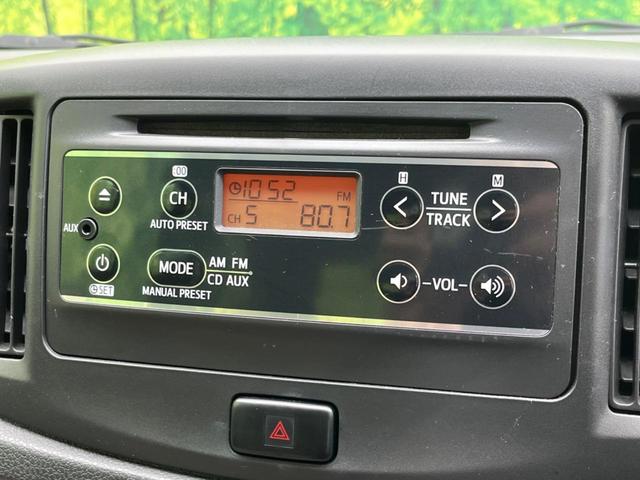 10:52 FM
CH 5 80.7
:00
CH
AUTO PRESET
AUX
SET
MODE
AM FM
CD AUX
MANUAL PRESET
H
M
TUNE
TRACK
VOL